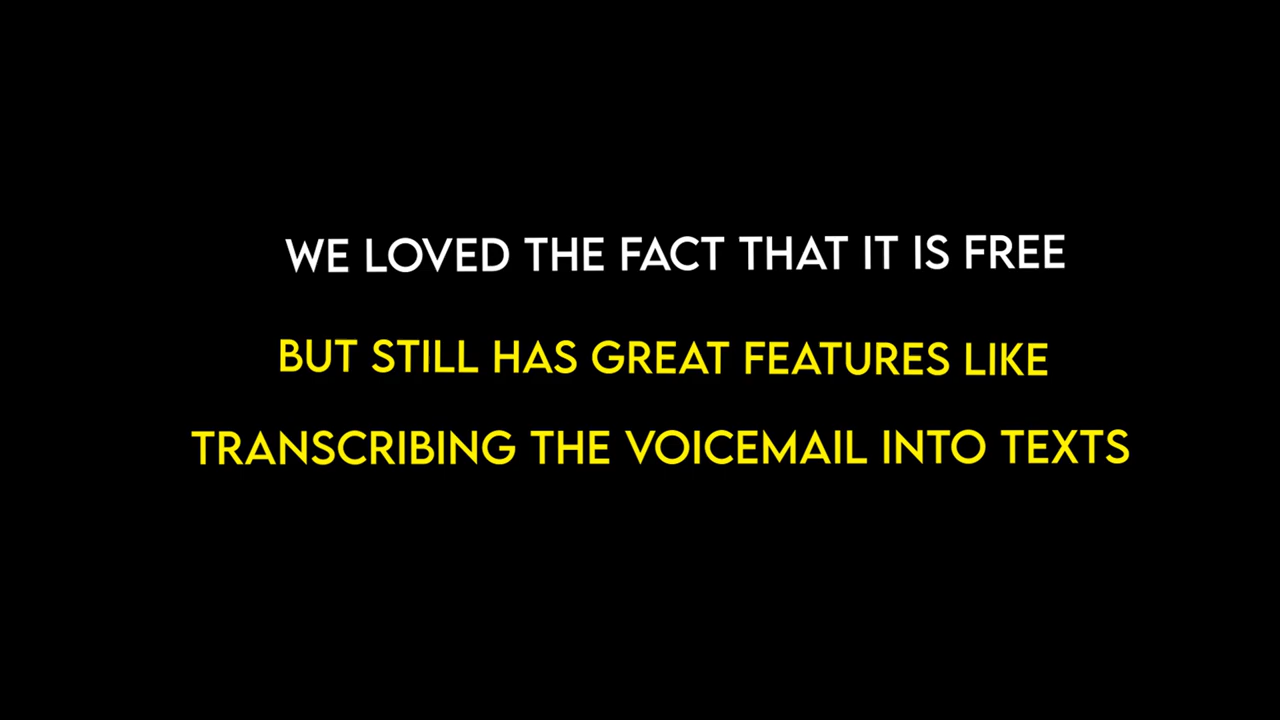 WE LOVED THE FACT THAT IT IS FREE
BUT STILL HAS GREAT FEATURES LIKE
TRANSCRIBING THE VOICEMAIL INTO TEXTS